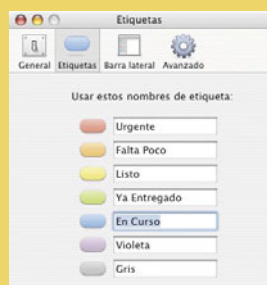 Etiquetas
General Etiquetas Barra lateral Avanzado
Usar estos nombres de etiqueta:
Urgente
Falta Poco
Listo
Ya Entregado
En Curso
Violeta
Gris